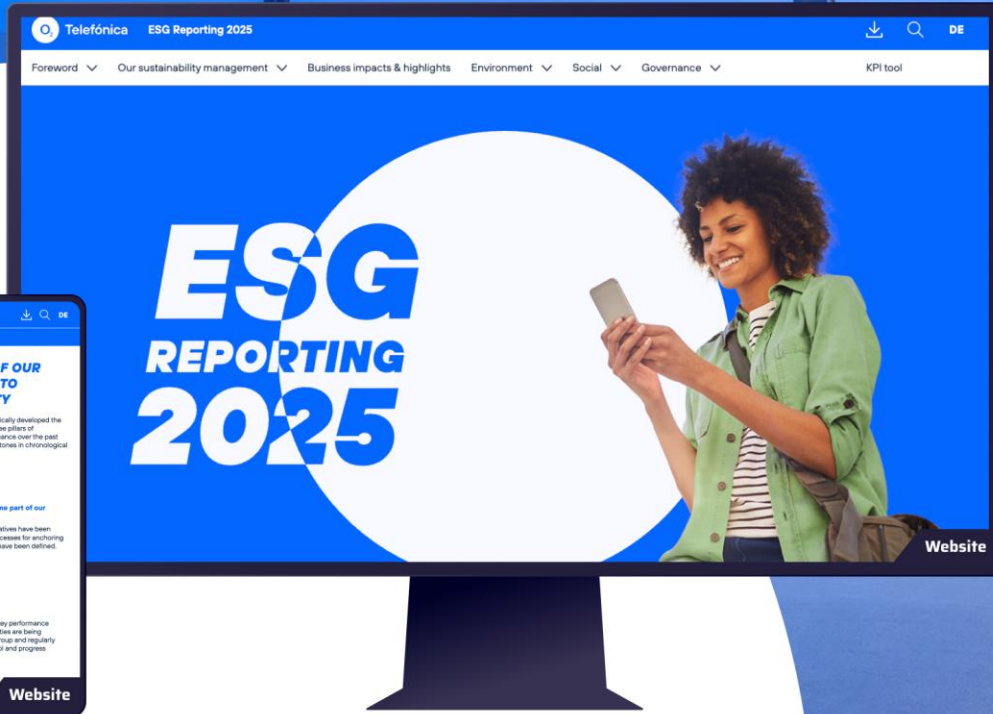 O₂ Telefónica ESG Reporting 2025 DE
Foreword Our sustainability management Business impacts & highlights Environment Social Governance KPI tool
ESG
REPORTING
2025
Website
DE
F OUR
TO
TY
ically developed the
ee pillars of
ance over the past
tones in chronological
me part of our
atives have been
cesses for anchoring
have been defined.
ey performance
ties are being
roup and regularly
ol and progress
Website